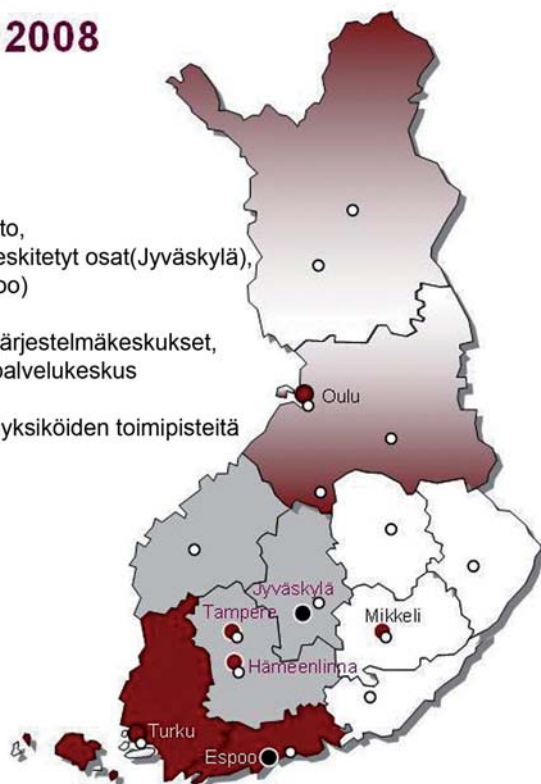 2008
to,
eskitetyt osat(Jyväskylä),
oo)
ärjestelmäkeskukset,
palvelukeskus
yksiköiden toimipisteitä
Oulu
Jyväskylä
Tampere
Mikkeli
Hämeenlinna
Turku
Espoo